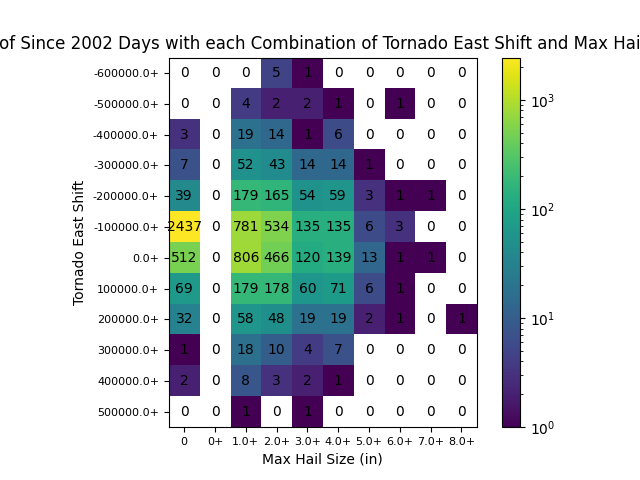 of Since 2002 Days with each Combination of Tornado East Shift and Max Hai
-600000.0+ 0 0 0 5 1 0 0 0 0 0
-500000.0+ 0 0 4 2 2 1 0 1 0 0
-400000.0+ 3 0 19 14 1 6 0 0 0 0
-300000.0+ 7 0 52 43 14 14 1 0 0 0
-200000.0+ 39 0 179 165 54 59 3 1 1 0
-100000.0+ 2437 0 781 534 135 135 6 3 0 0
0.0+ 512 0 806 466 120 139 13 1 1 0
100000.0+ 69 0 179 178 60 71 6 1 0 0
200000.0+ 32 0 58 48 19 19 2 1 0 1
300000.0+ 1 0 18 10 4 7 0 0 0 0
400000.0+ 2 0 8 3 2 1 0 0 0 0
500000.0+ 0 0 1 0 1 0 0 0 0 0
0 0+ 1.0+ 2.0+ 3.0+ 4.0+ 5.0+ 6.0+ 7.0+ 8.0+
Max Hail Size (in)
Tornado East Shift
10³
10²
10¹
10⁰